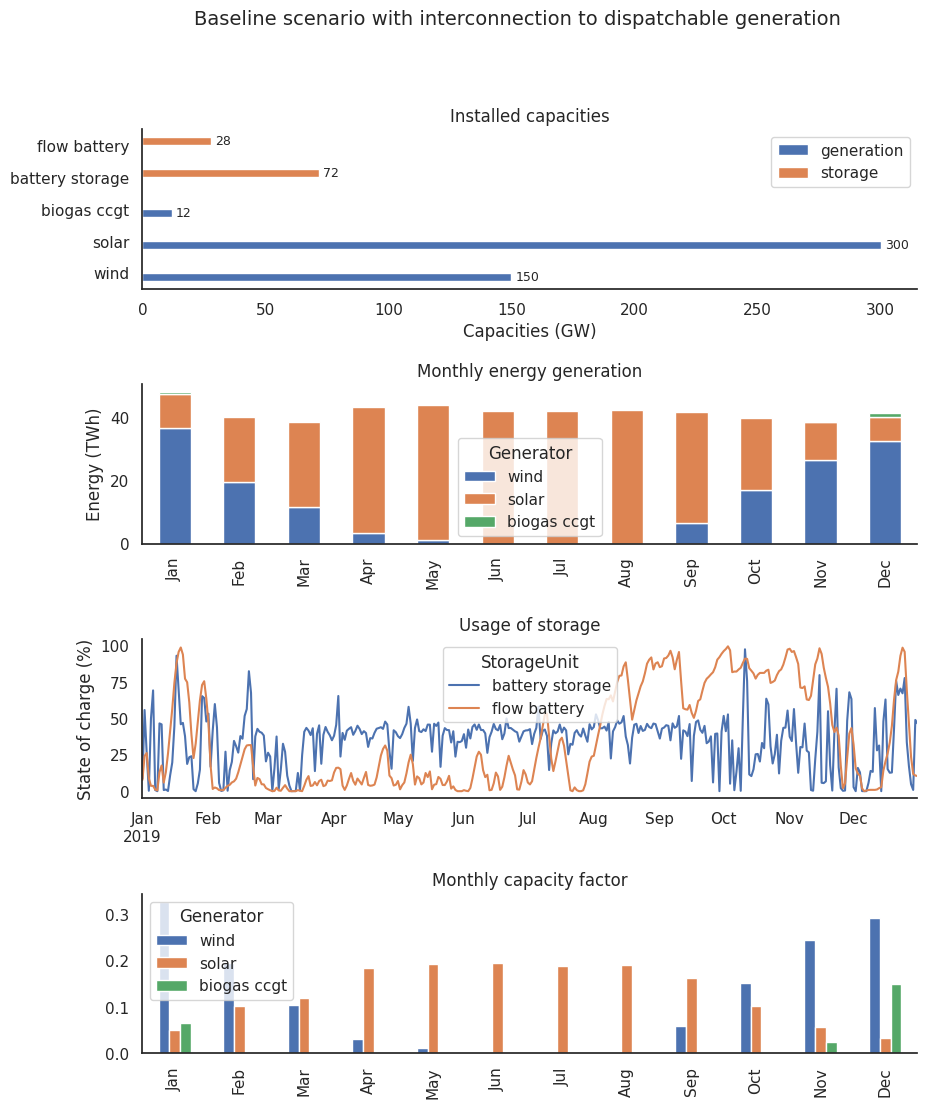 Baseline scenario with interconnection to dispatchable generation
Installed capacities
flow battery
battery storage
biogas ccgt
solar
wind
28
72
12
300
150
generation
storage
0 50 100 150 200 250 300
Capacities (GW)
Monthly energy generation
Energy (TWh)
40
20
0
Generator
wind
solar
biogas ccgt
Jan Feb Mar Apr May Jun Jul Aug Sep Oct Nov Dec
Usage of storage
State of charge (%)
100
75
50
25
0
StorageUnit
battery storage
flow battery
Jan Feb Mar Apr May Jun Jul Aug Sep Oct Nov Dec
2019
Monthly capacity factor
0.3
0.2
0.1
0.0
Generator
wind
solar
biogas ccgt
Jan Feb Mar Apr May Jun Jul Aug Sep Oct Nov Dec